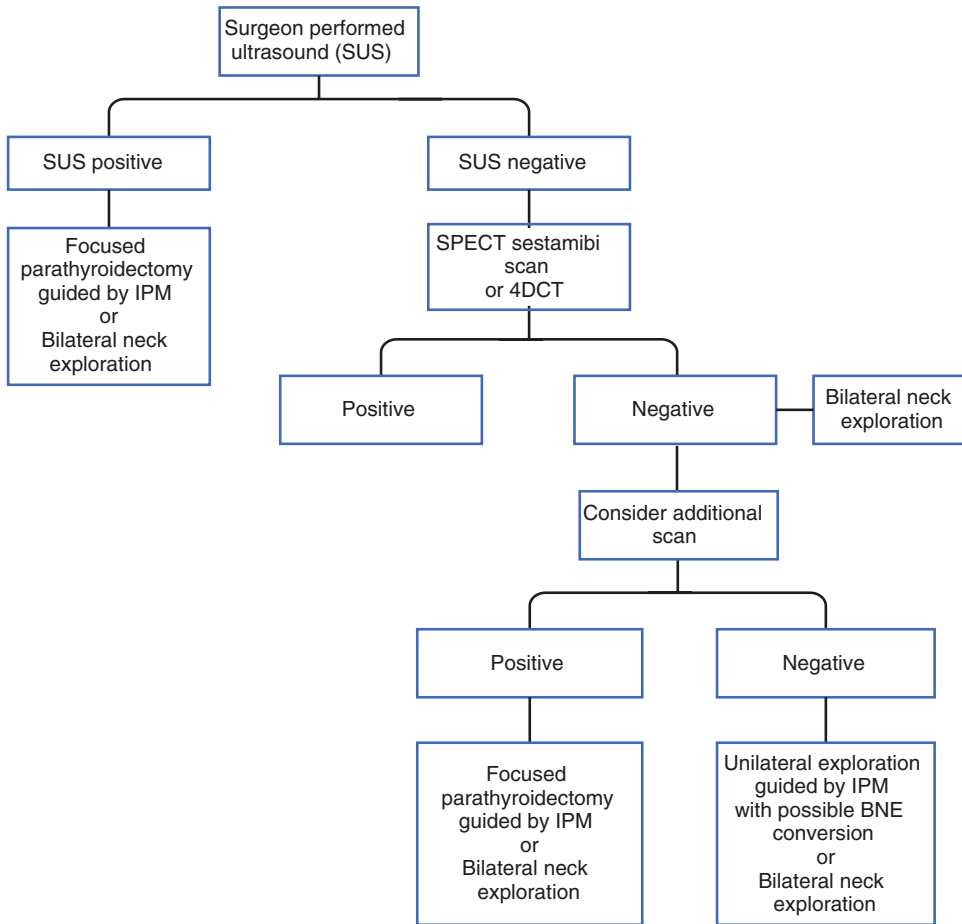 Surgeon performed
ultrasound (SUS)
SUS positive
SUS negative
Focused
parathyroidectomy
guided by IPM
or
Bilateral neck
exploration
SPECT sestamibi
scan
or 4DCT
Positive
Negative
Bilateral neck
exploration
Consider additional
scan
Positive
Negative
Focused
parathyroidectomy
guided by IPM
or
Bilateral neck
exploration
Unilateral exploration
guided by IPM
with possible BNE
conversion
or
Bilateral neck
exploration